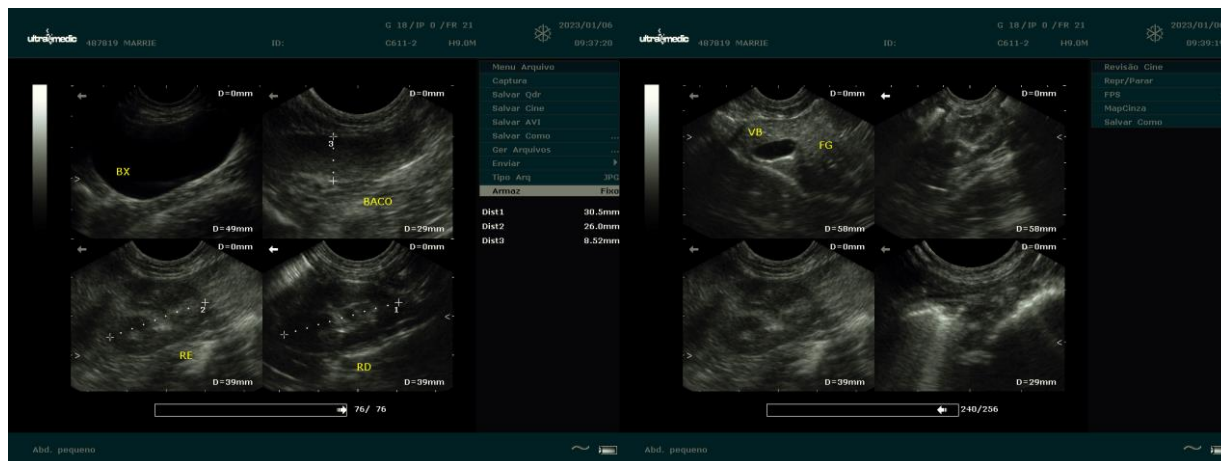 ultramedic 487819 MARRIE ID: G 18/IP 0 /FR 21 2023/01/06
C611-2 H9.0M 09:37:20
Menu Arquivo
Captura
Salvar Qdr
Salvar Cine
Salvar AVI
Salvar Como ...
Ger Arquivos ...
Enviar
Tipo Arq JPG
Armaz Fixo
Dist1 30.5mm
Dist2 26.0mm
Dist3 8.52mm
D=0mm
BX
D=49mm
D=0mm
3
BACO
D=29mm
D=0mm
2
RE
D=39mm
D=0mm
1
RD
D=39mm
76/ 76
Abd. pequeno
ultramedic 487819 MARRIE ID: G 18/IP 0 /FR 21 2023/01/06
C611-2 H9.0M
Revisão Cine
Repr/Parar
FPS
MapCinza
Salvar Como
D=0mm
VB
FG
D=58mm
D=0mm
D=58mm
D=0mm
D=39mm
D=0mm
D=29mm
240/256
Abd. pequeno